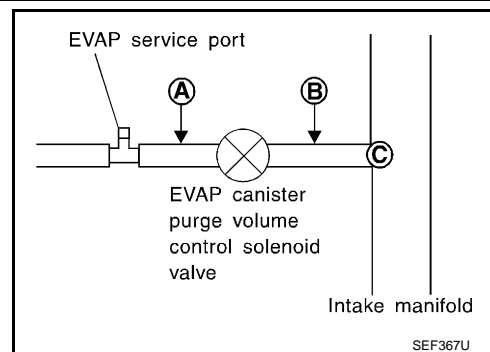 EVAP service port
A
B
C
EVAP canister
purge volume
control solenoid
valve
Intake manifold
SEF367U